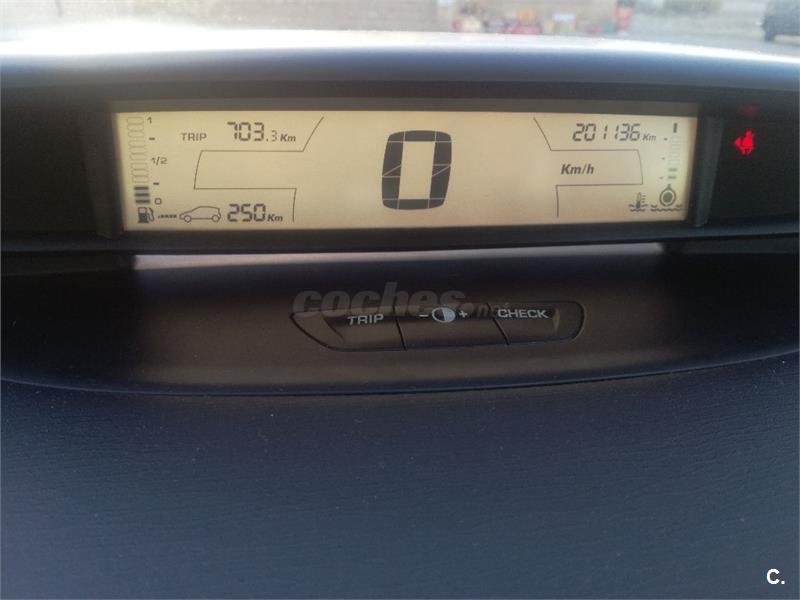 1
TRIP 703.3 Km
201136 Km
1/2
0
Km/h
0
250 Km
coches.net
TRIP
- +
CHECK
C.